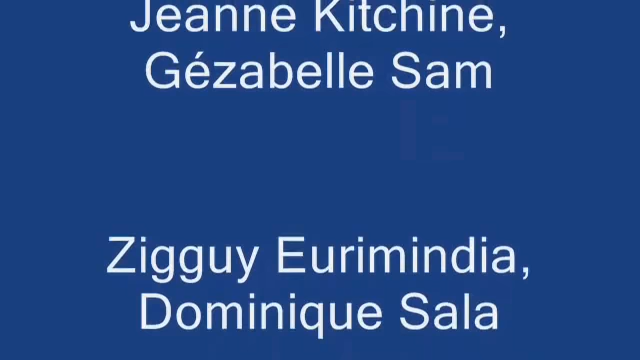 Jeanne Kitchine,
Gézabelle Sam
Zigguy Eurimindia,
Dominique Sala